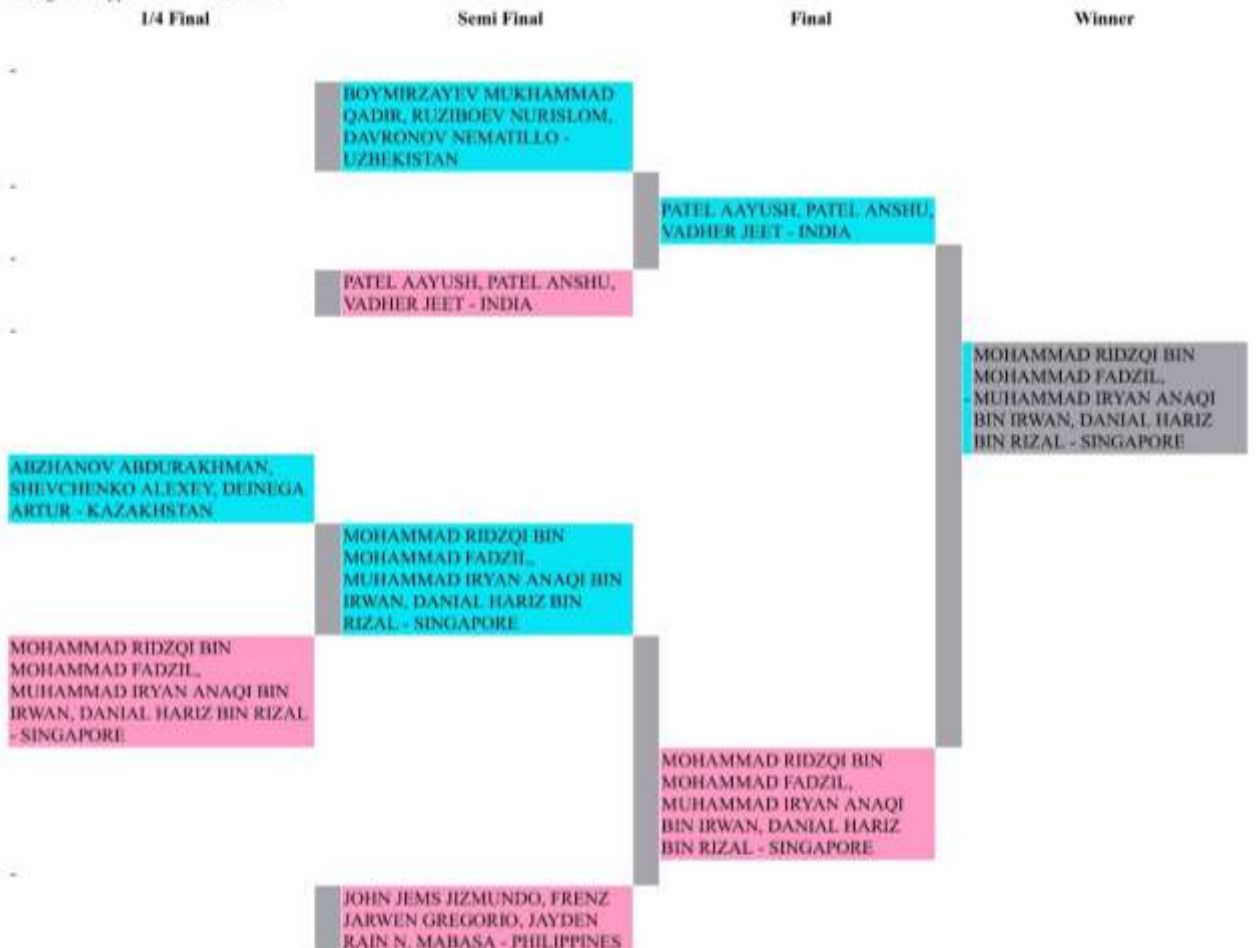 1/4 Final Semi Final Final Winner
-
BOYMIRZAYEV MUKHAMMAD
QADIR, RUZIBOEV NURISLOM,
DAVRONOV NEMATILLO -
UZBEKISTAN
-
PATEL AAYUSH, PATEL ANSHU,
VADHER JEET - INDIA
-
PATEL AAYUSH, PATEL ANSHU,
VADHER JEET - INDIA
-
MOHAMMAD RIDZQI BIN
MOHAMMAD FADZIL,
- MUHAMMAD IRYAN ANAQI
BIN IRWAN, DANIAL HARIZ
BIN RIZAL - SINGAPORE
ABZHANOV ABDURAKHMAN,
SHEVCHENKO ALEXEY, DEINEGA
ARTUR - KAZAKHSTAN
MOHAMMAD RIDZQI BIN
MOHAMMAD FADZIL,
MUHAMMAD IRYAN ANAQI BIN
IRWAN, DANIAL HARIZ BIN
RIZAL - SINGAPORE
MOHAMMAD RIDZQI BIN
MOHAMMAD FADZIL,
MUHAMMAD IRYAN ANAQI BIN
IRWAN, DANIAL HARIZ BIN RIZAL
- SINGAPORE
MOHAMMAD RIDZQI BIN
MOHAMMAD FADZIL,
MUHAMMAD IRYAN ANAQI
BIN IRWAN, DANIAL HARIZ
BIN RIZAL - SINGAPORE
-
JOHN JEMS JIZMUNDO, FRENZ
JARWEN GREGORIO, JAYDEN
RAIN N. MABASA - PHILIPPINES